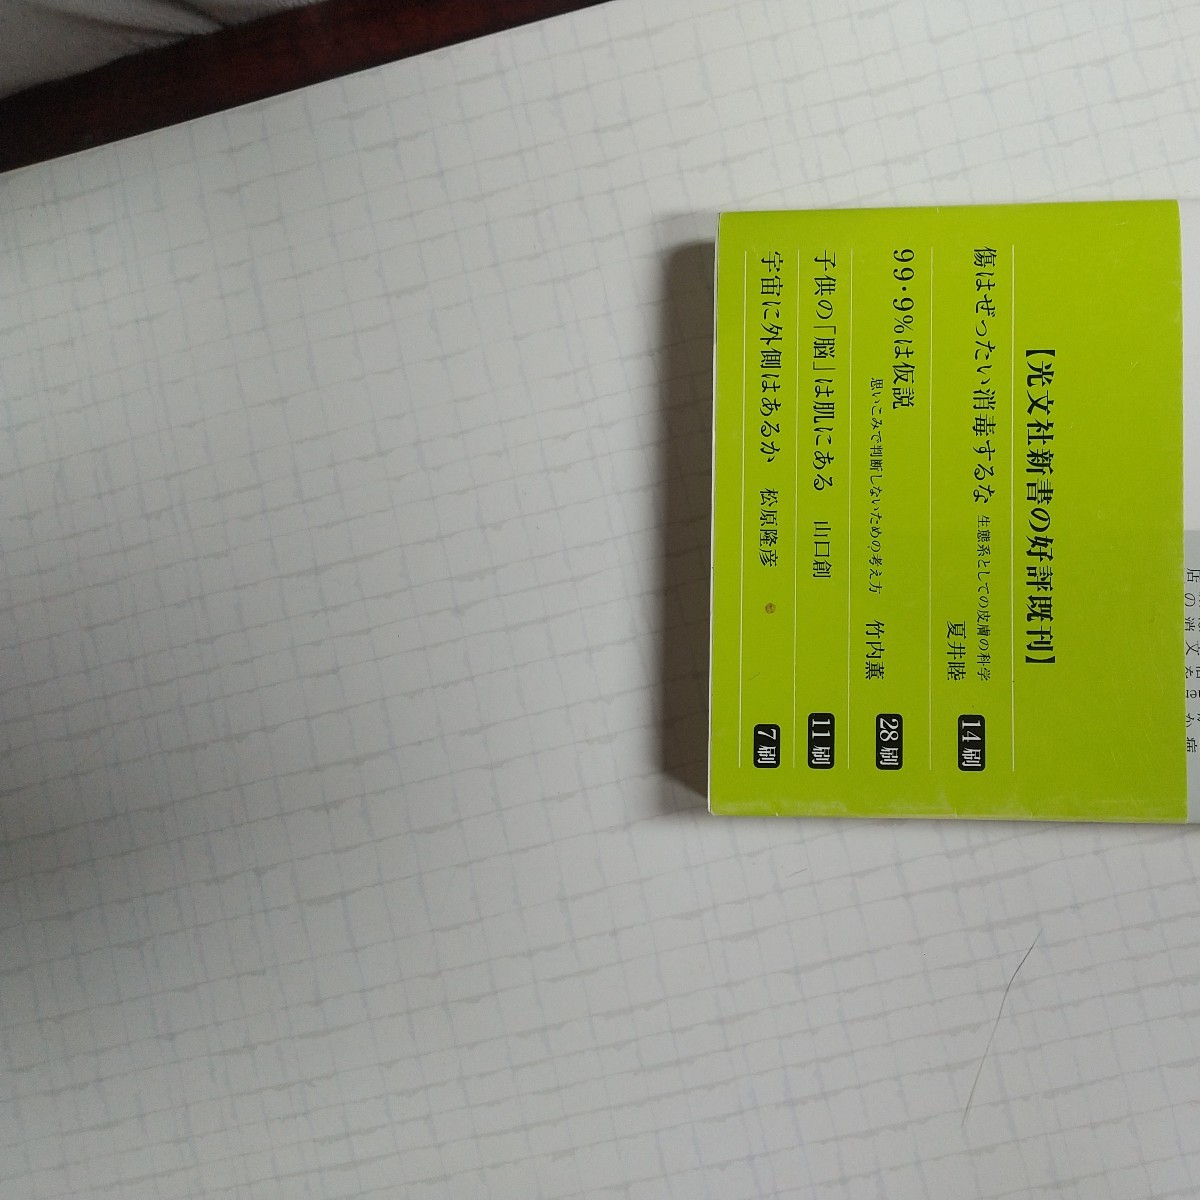 【光文社新書の好評既刊】
傷はぜったい消毒するな 生態系としての皮膚の科学
夏井睦
14刷
99・9%は仮説
思いこみで判断しないための考え方 竹内薫
28刷
子供の「脳」は肌にある 山口創
11刷
宇宙に外側はあるか 松原隆彦
7刷